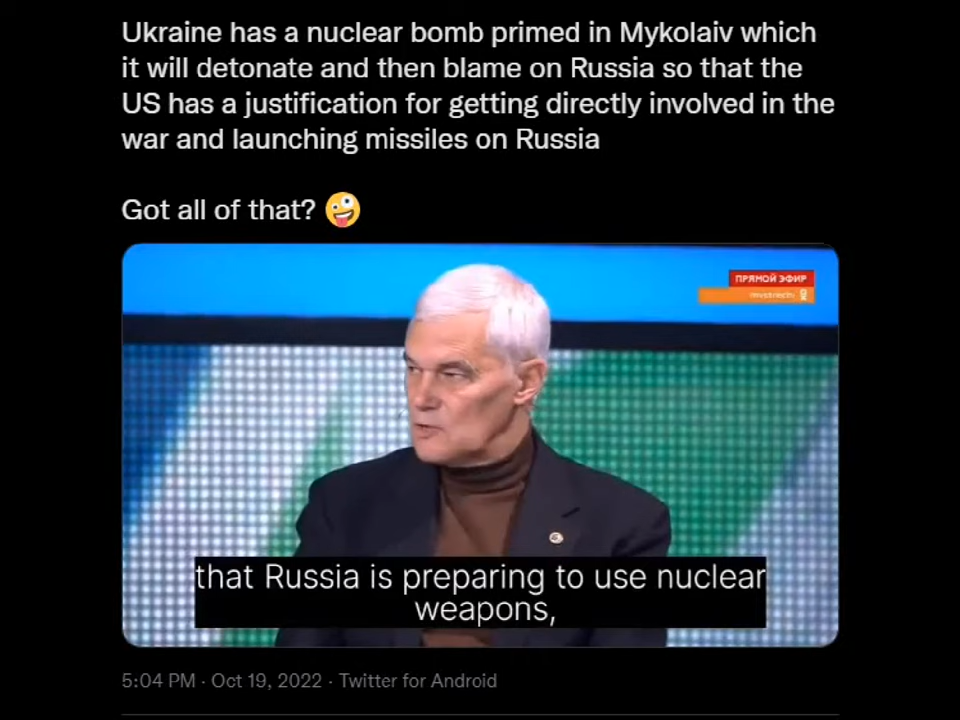 Ukraine has a nuclear bomb primed in Mykolaiv which
it will detonate and then blame on Russia so that the
US has a justification for getting directly involved in the
war and launching missiles on Russia
Got all of that? 🤪
ПРЯМОЙ ЭФИР
that Russia is preparing to use nuclear
weapons,
5:04 PM · Oct 19, 2022 · Twitter for Android